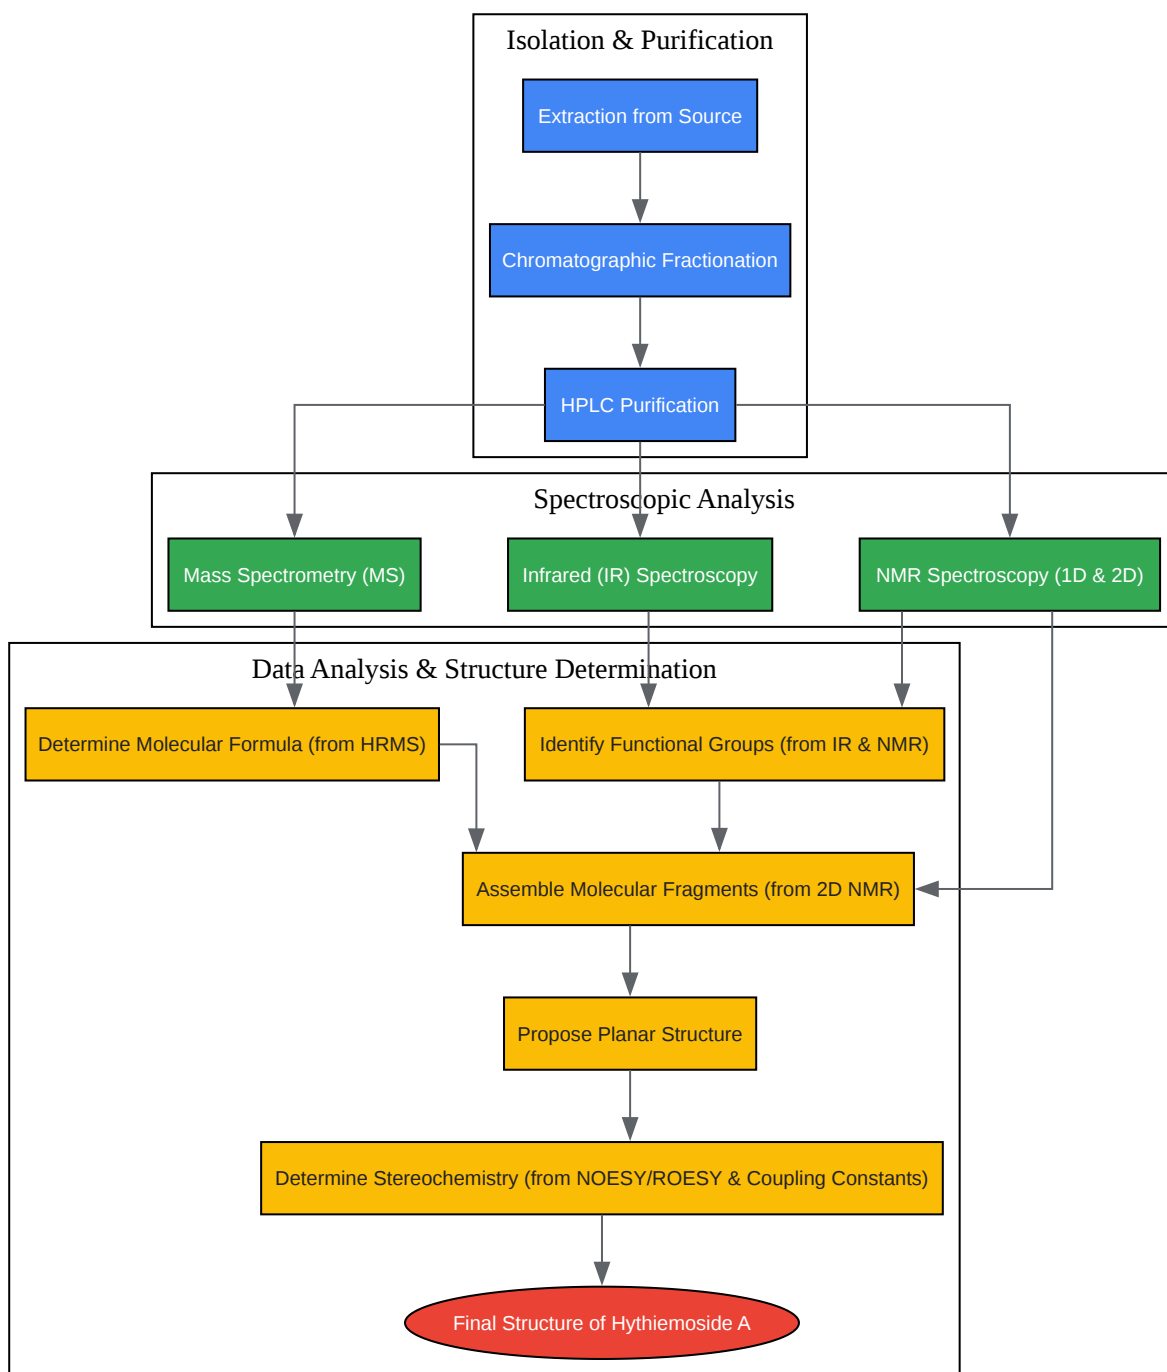 Isolation & Purification
Extraction from Source
Chromatographic Fractionation
HPLC Purification
Spectroscopic Analysis
Mass Spectrometry (MS)
Infrared (IR) Spectroscopy
NMR Spectroscopy (1D & 2D)
Data Analysis & Structure Determination
Determine Molecular Formula (from HRMS)
Identify Functional Groups (from IR & NMR)
Assemble Molecular Fragments (from 2D NMR)
Propose Planar Structure
Determine Stereochemistry (from NOESY/ROESY & Coupling Constants)
Final Structure of Hythiemoside A